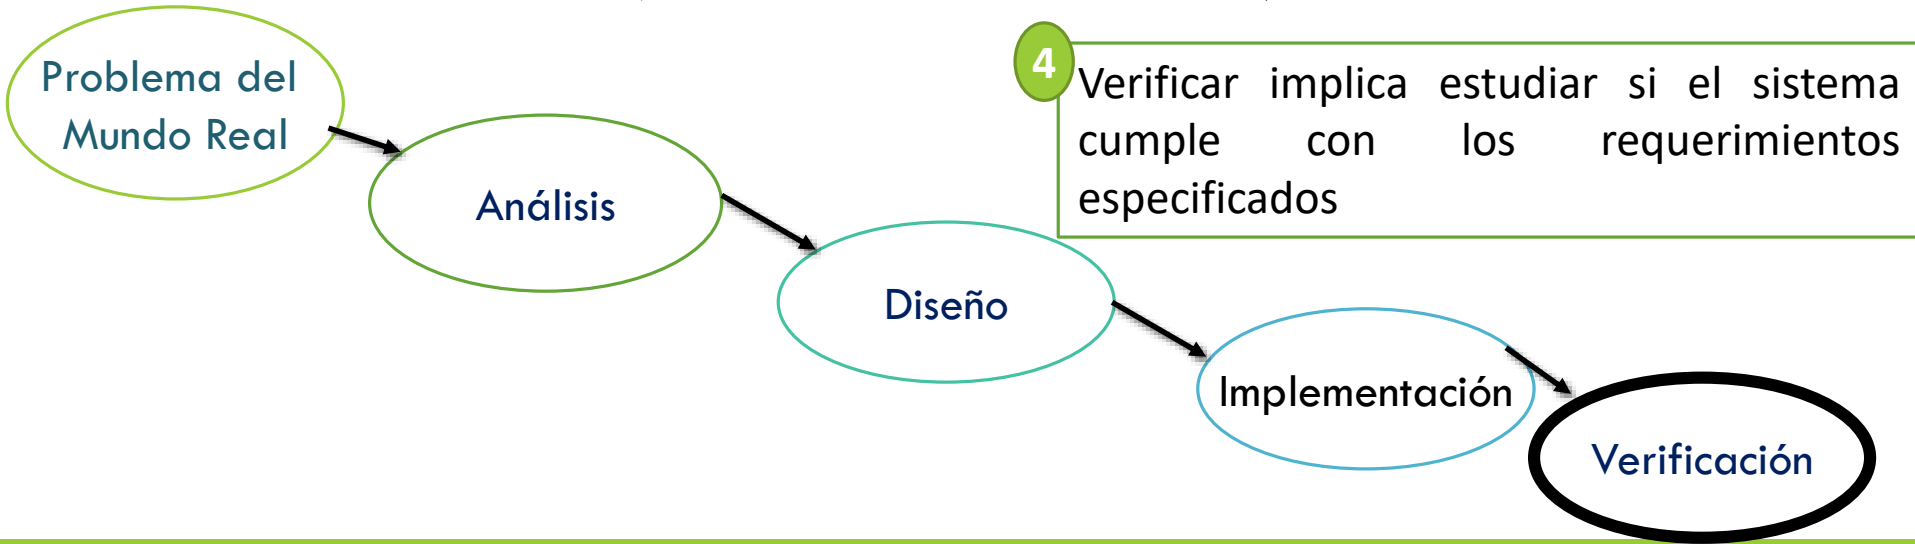 Problema del
Mundo Real
Análisis
Diseño
Implementación
Verificación
4
Verificar implica estudiar si el sistema
cumple con los requerimientos
especificados